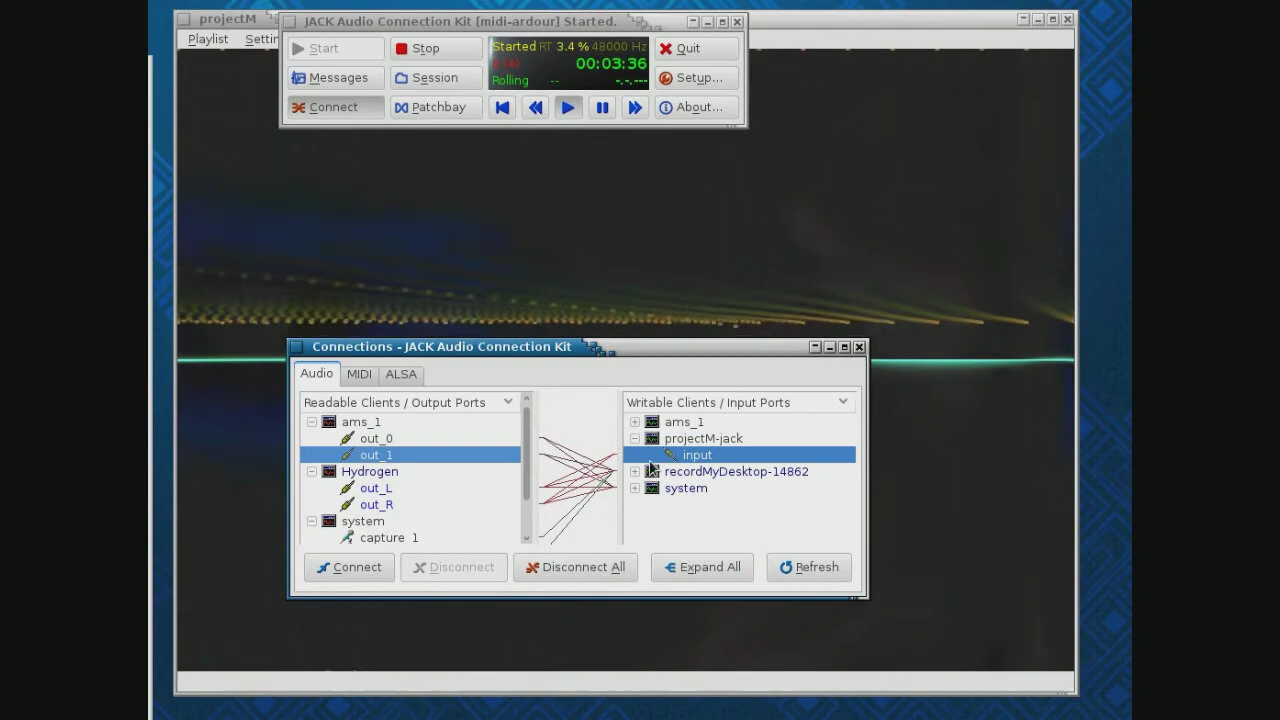 projectM
JACK Audio Connection Kit [midi-ardour] Started.
Playlist
Start
Stop
Started RT 3.4 % 48000 Hz
00:03:36
Rolling -- -.-.---
Quit
Messages
Session
Setup...
Connect
Patchbay
About...
Connections - JACK Audio Connection Kit
Audio
MIDI
ALSA
Readable Clients / Output Ports
Writable Clients / Input Ports
ams_1
out_0
out_1
Hydrogen
out_L
out_R
system
capture_1
ams_1
projectM-jack
input
recordMyDesktop-14862
system
Connect
Disconnect
Disconnect All
Expand All
Refresh